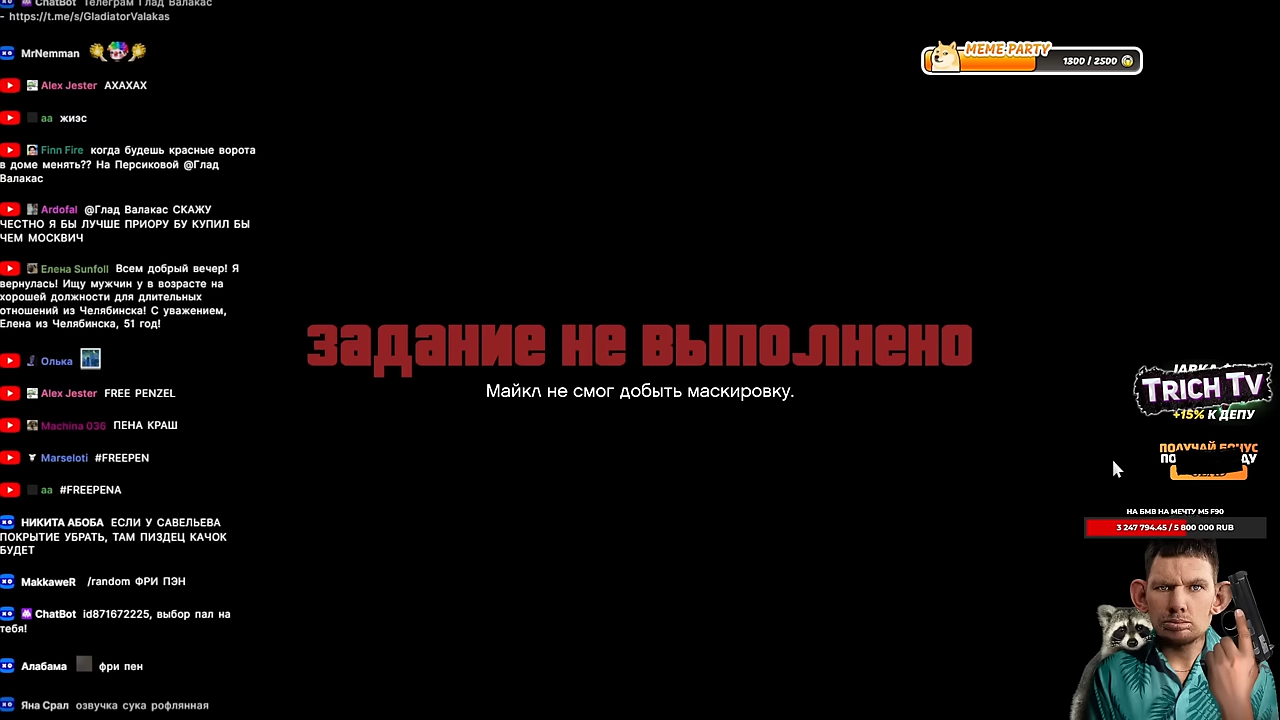 ChatBot Телеграм Глад Валакас
- https://t.me/s/GladiatorValakas
MrNemman
Alex Jester АХАХАХ
aa жиэс
Finn Fire когда будешь красные ворота
в доме менять?? На Персиковой @Глад
Валакас
Ardofal @Глад Валакас СКАЖУ
ЧЕСТНО Я БЫ ЛУЧШЕ ПРИОРУ БУ КУПИЛ БЫ
ЧЕМ МОСКВИЧ
Елена Sunfoll Всем добрый вечер! Я
вернулась! Ищу мужчин у в возрасте на
хорошей должности для длительных
отношений из Челябинска! С уважением,
Елена из Челябинска, 51 год!
Олька
Alex Jester FREE PENZEL
Machina 036 ПЕНА КРАШ
Marseloti #FREEPEN
aa #FREEPENA
НИКИТА АБОБА ЕСЛИ У САВЕЛЬЕВА
ПОКРЫТИЕ УБРАТЬ, ТАМ ПИЗДЕЦ КАЧОК
БУДЕТ
MakkaweR /random ФРИ ПЭН
ChatBot id871672225, выбор пал на
тебя!
Алабама фри пен
Яна Срал озвучка сука рофлянная
MEME PARTY
1300 / 2500
задание не выполнено
Майкл не смог добыть маскировку.
TRICH TV
+15% К ДЕПУ
ПОЛУЧАЙ БОНУС
НА БМВ НА МЕЧТУ M5 F90
3 247 794.45 / 5 800 000 RUB